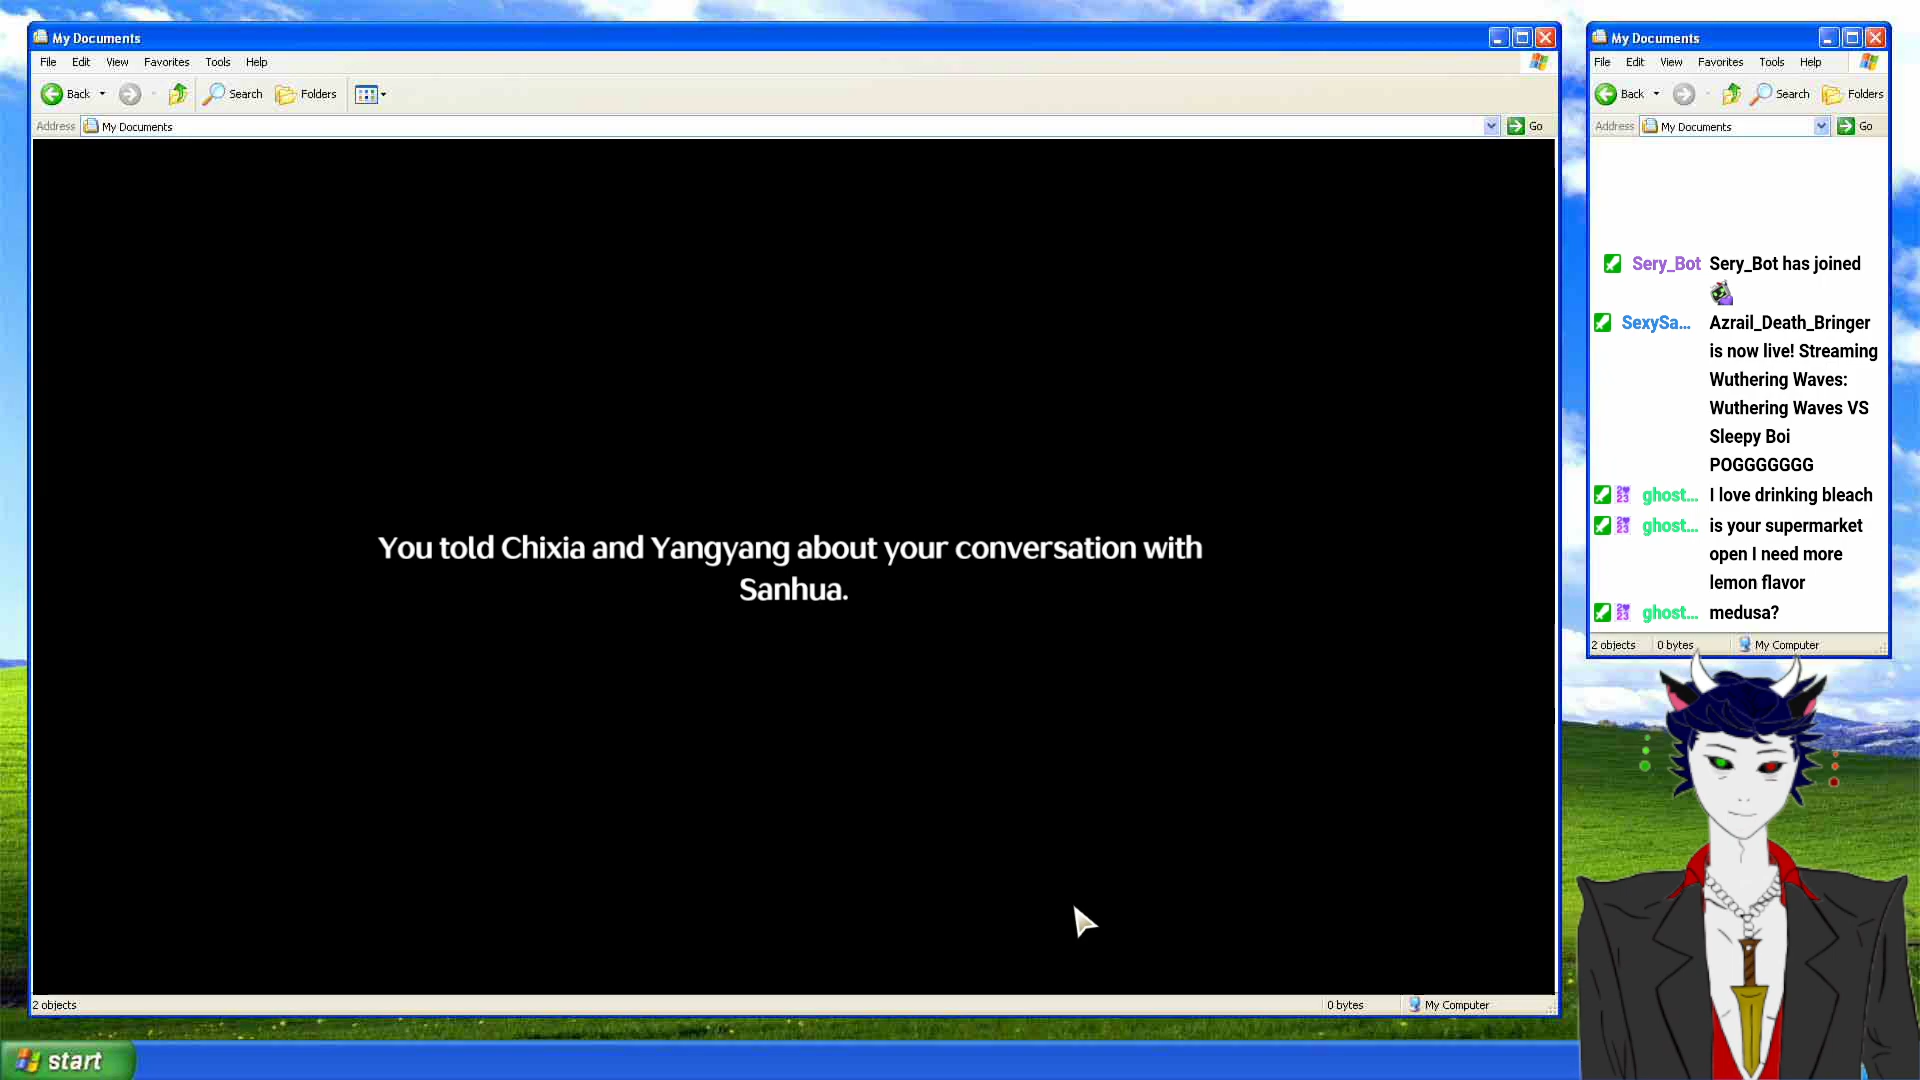 My Documents
File Edit View Favorites Tools Help
Back Search Folders
Address My Documents Go
You told Chixia and Yangyang about your conversation with
Sanhua.
2 objects 0 bytes My Computer
start
My Documents
File Edit View Favorites Tools Help
Back Search Folders
Address My Documents Go
Sery_Bot Sery_Bot has joined
SexySa... Azrail_Death_Bringer
is now live! Streaming
Wuthering Waves:
Wuthering Waves VS
Sleepy Boi
POGGGGGGG
ghost... I love drinking bleach
ghost... is your supermarket
open I need more
lemon flavor
ghost... medusa?
2 objects 0 bytes My Computer